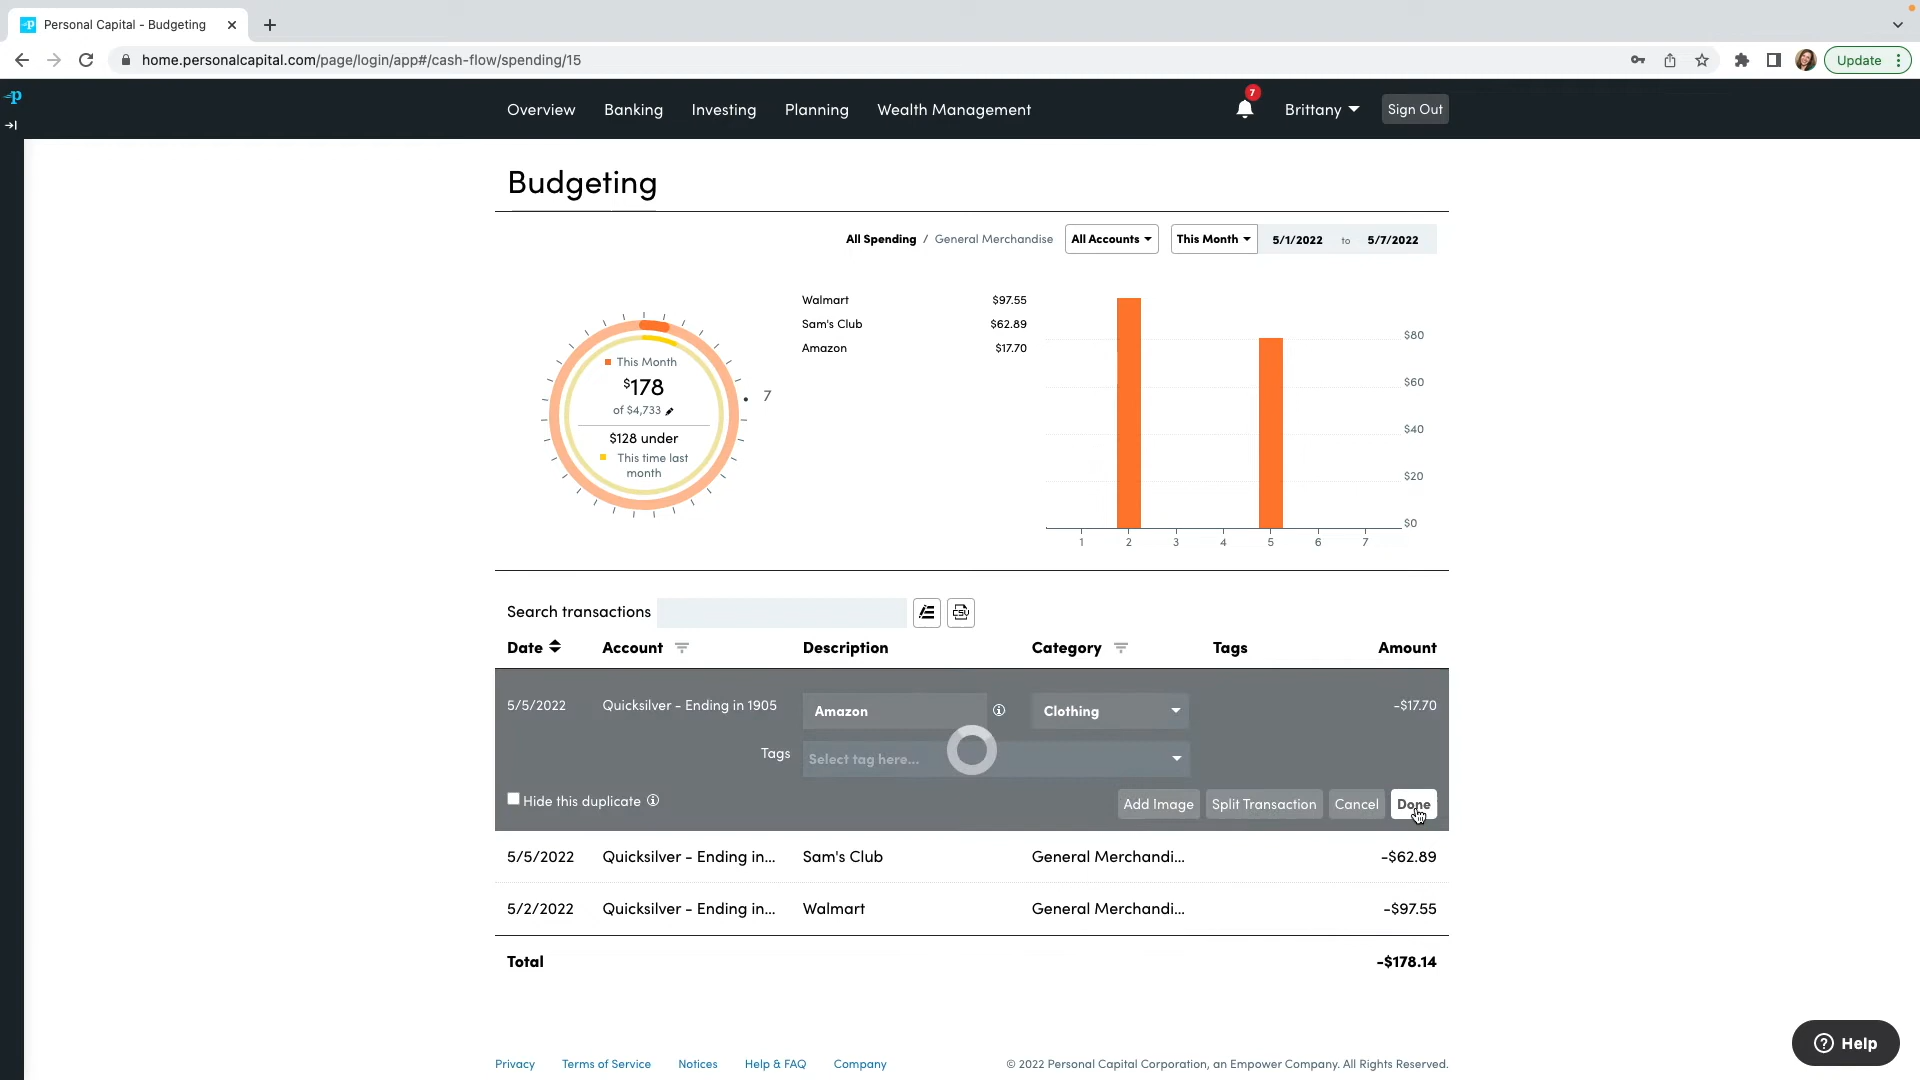 Personal Capital - Budgeting
home.personalcapital.com/page/login/app#/cash-flow/spending/15
Update
Overview Banking Investing Planning Wealth Management
7
Brittany
Sign Out
Budgeting
All Spending / General Merchandise
All Accounts
This Month
5/1/2022 to 5/7/2022
This Month
$178
of $4,733
$128 under
This time last
month
7
Walmart $97.55
Sam's Club $62.89
Amazon $17.70
$80
$60
$40
$20
$0
1 2 3 4 5 6 7
Search transactions
CSV
Date Account Description Category Tags Amount
5/5/2022 Quicksilver - Ending in 1905 Amazon Clothing -$17.70
Tags Select tag here...
Hide this duplicate
Add Image Split Transaction Cancel Done
5/5/2022 Quicksilver - Ending in... Sam's Club General Merchandi... -$62.89
5/2/2022 Quicksilver - Ending in... Walmart General Merchandi... -$97.55
Total -$178.14
Help
Privacy Terms of Service Notices Help & FAQ Company © 2022 Personal Capital Corporation, an Empower Company. All Rights Reserved.